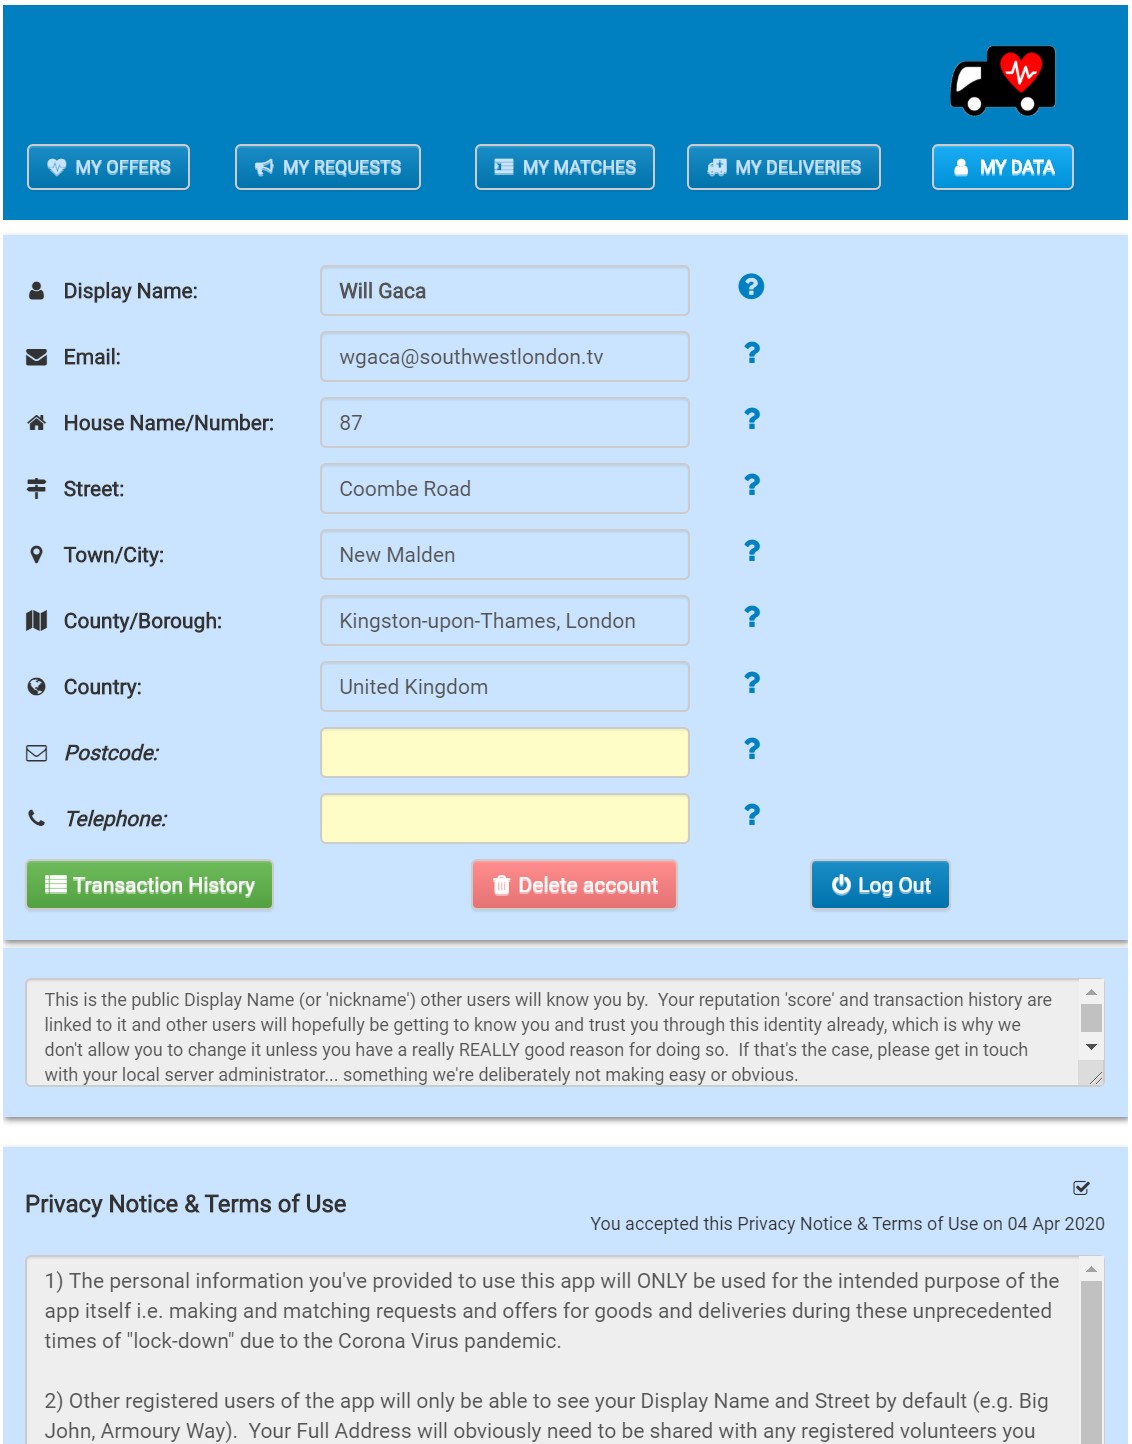 MY OFFERS MY REQUESTS MY MATCHES MY DELIVERIES MY DATA
Display Name: Will Gaca ?
Email: wgaca@southwestlondon.tv ?
House Name/Number: 87 ?
Street: Coombe Road ?
Town/City: New Malden ?
County/Borough: Kingston-upon-Thames, London ?
Country: United Kingdom ?
Postcode: ?
Telephone: ?
Transaction History Delete account Log Out
This is the public Display Name (or 'nickname') other users will know you by.  Your reputation 'score' and transaction history are
linked to it and other users will hopefully be getting to know you and trust you through this identity already, which is why we
don't allow you to change it unless you have a really REALLY good reason for doing so.  If that's the case, please get in touch
with your local server administrator... something we're deliberately not making easy or obvious.
Privacy Notice & Terms of Use
You accepted this Privacy Notice & Terms of Use on 04 Apr 2020
1) The personal information you've provided to use this app will ONLY be used for the intended purpose of the
app itself i.e. making and matching requests and offers for goods and deliveries during these unprecedented
times of "lock-down" due to the Corona Virus pandemic.
2) Other registered users of the app will only be able to see your Display Name and Street by default (e.g. Big
John, Armoury Way).  Your Full Address will obviously need to be shared with any registered volunteers you